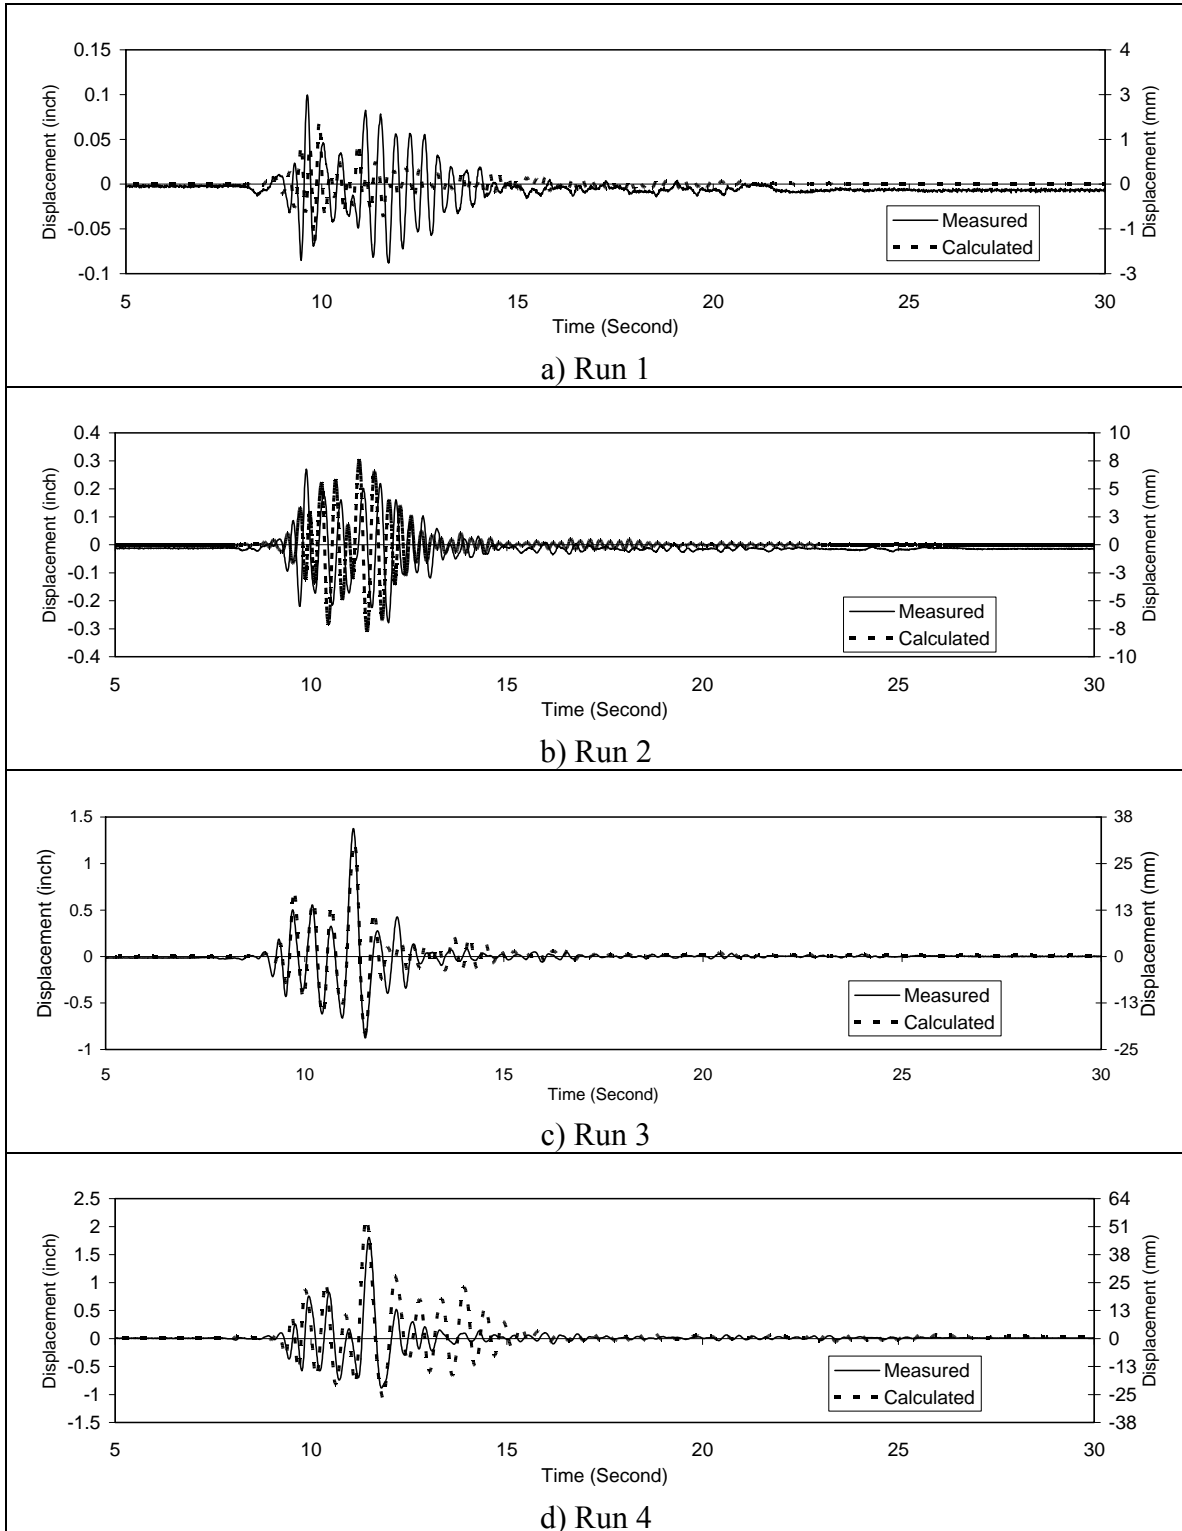 0.15
0.1
0.05
0
-0.05
-0.1
Displacement (inch)
4
3
1
0
-1
-3
Displacement (mm)
Measured
Calculated
5 10 15 20 25 30
Time (Second)
a) Run 1
0.4
0.3
0.2
0.1
0
-0.1
-0.2
-0.3
-0.4
Displacement (inch)
10
8
5
3
0
-3
-5
-8
-10
Displacement (mm)
Measured
Calculated
5 10 15 20 25 30
Time (Second)
b) Run 2
1.5
1
0.5
0
-0.5
-1
Displacement (inch)
38
25
13
0
-13
-25
Displacement (mm)
Measured
Calculated
5 10 15 20 25 30
Time (Second)
c) Run 3
2.5
2
1.5
1
0.5
0
-0.5
-1
-1.5
Displacement (inch)
64
51
38
25
13
0
-13
-25
-38
Displacement (mm)
Measured
Calculated
5 10 15 20 25 30
Time (Second)
d) Run 4